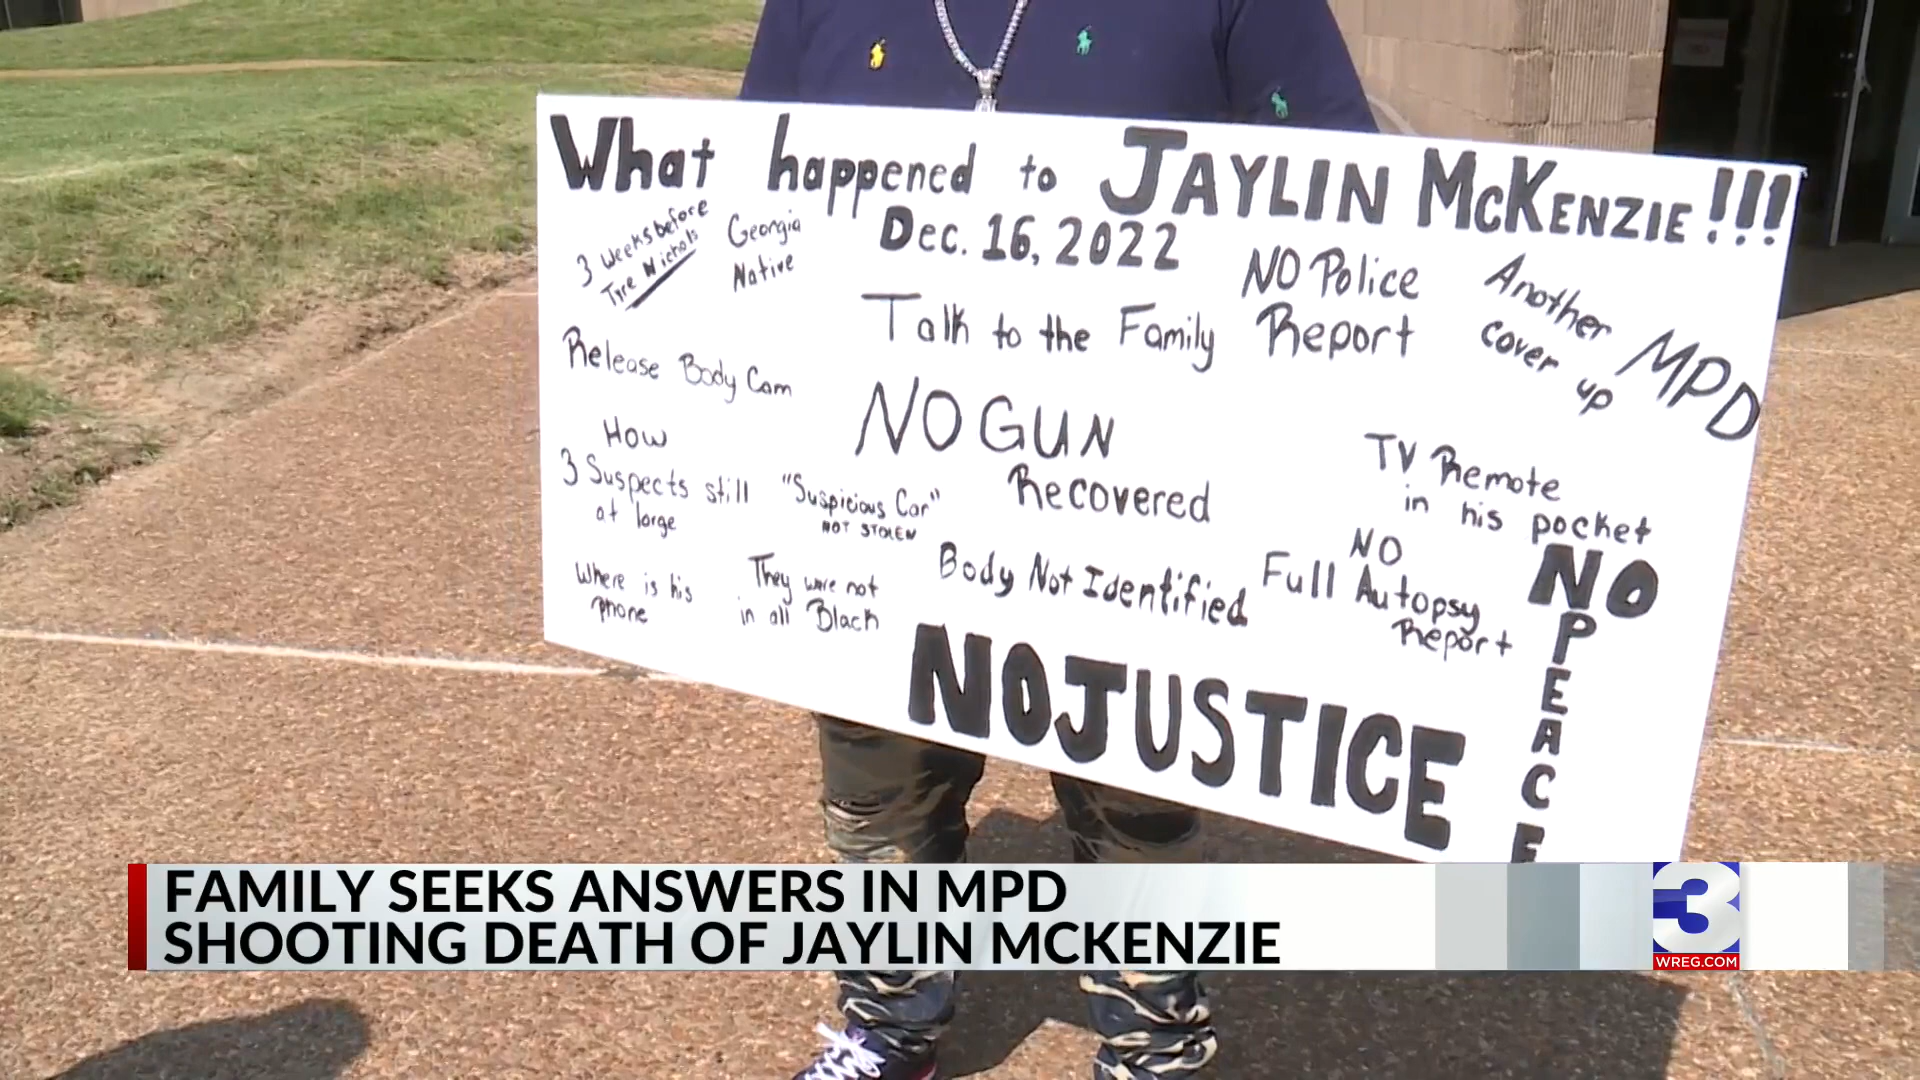 What happened to JAYLIN MCKENZIE!!!
Dec. 16, 2022
3 weeks before
Tyre Nichols
Georgia
Native
NO Police
Report
Another MPD
cover up
Talk to the Family
Release Body Cam
NO GUN
Recovered
How
3 Suspects still
at large
"Suspicious Car"
NOT STOLEN
TV Remote
in his pocket
Where is his
phone
They were not
in all Black
Body Not Identified
NO
Full Autopsy
Report
NO
PEACE
NO JUSTICE
FAMILY SEEKS ANSWERS IN MPD
SHOOTING DEATH OF JAYLIN MCKENZIE
3
WREG.COM